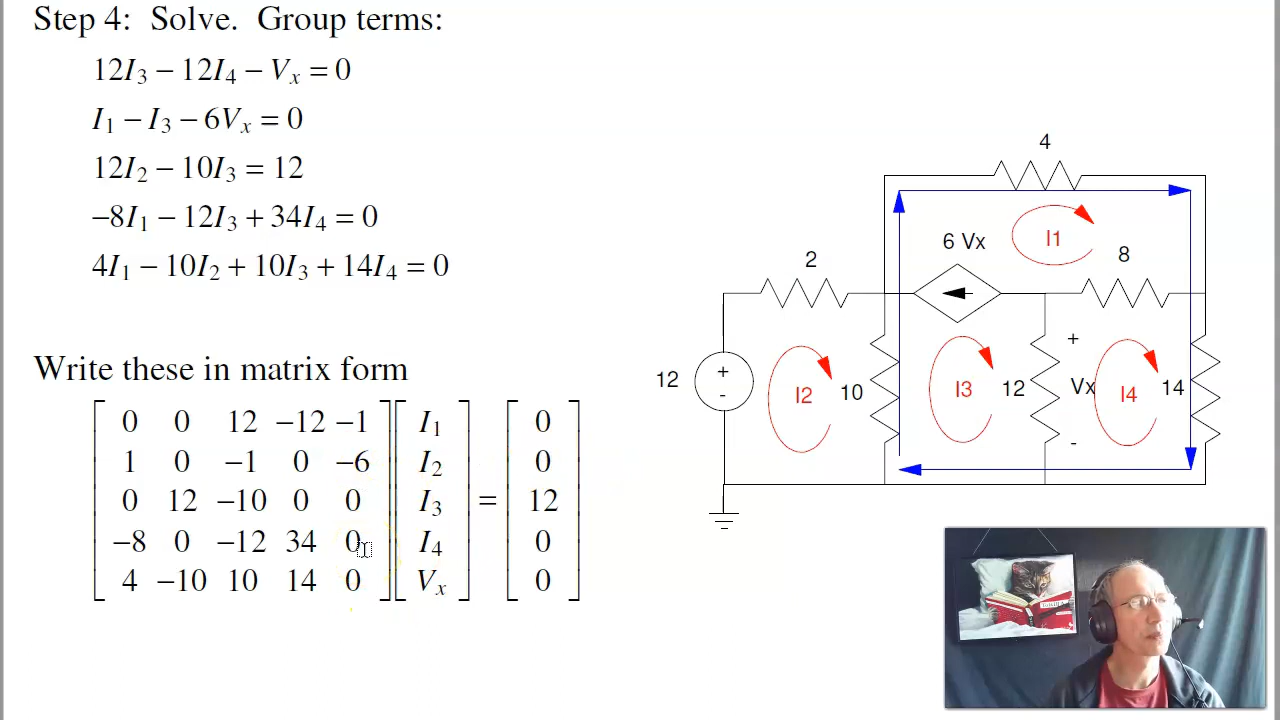 Step 4: Solve. Group terms:
12I₃ − 12I₄ − Vₓ = 0
I₁ − I₃ − 6Vₓ = 0
12I₂ − 10I₃ = 12
−8I₁ − 12I₃ + 34I₄ = 0
4I₁ − 10I₂ + 10I₃ + 14I₄ = 0
Write these in matrix form
0 0 12 −12 −1 I₁ 0
1 0 −1 0 −6 I₂ 0
0 12 −10 0 0 I₃ = 12
−8 0 −12 34 0 I₄ 0
4 −10 10 14 0 Vₓ 0
4
6 Vx
I1
2
8
+
12
+
-
I2
10
I3
12
Vx
I4
14
-